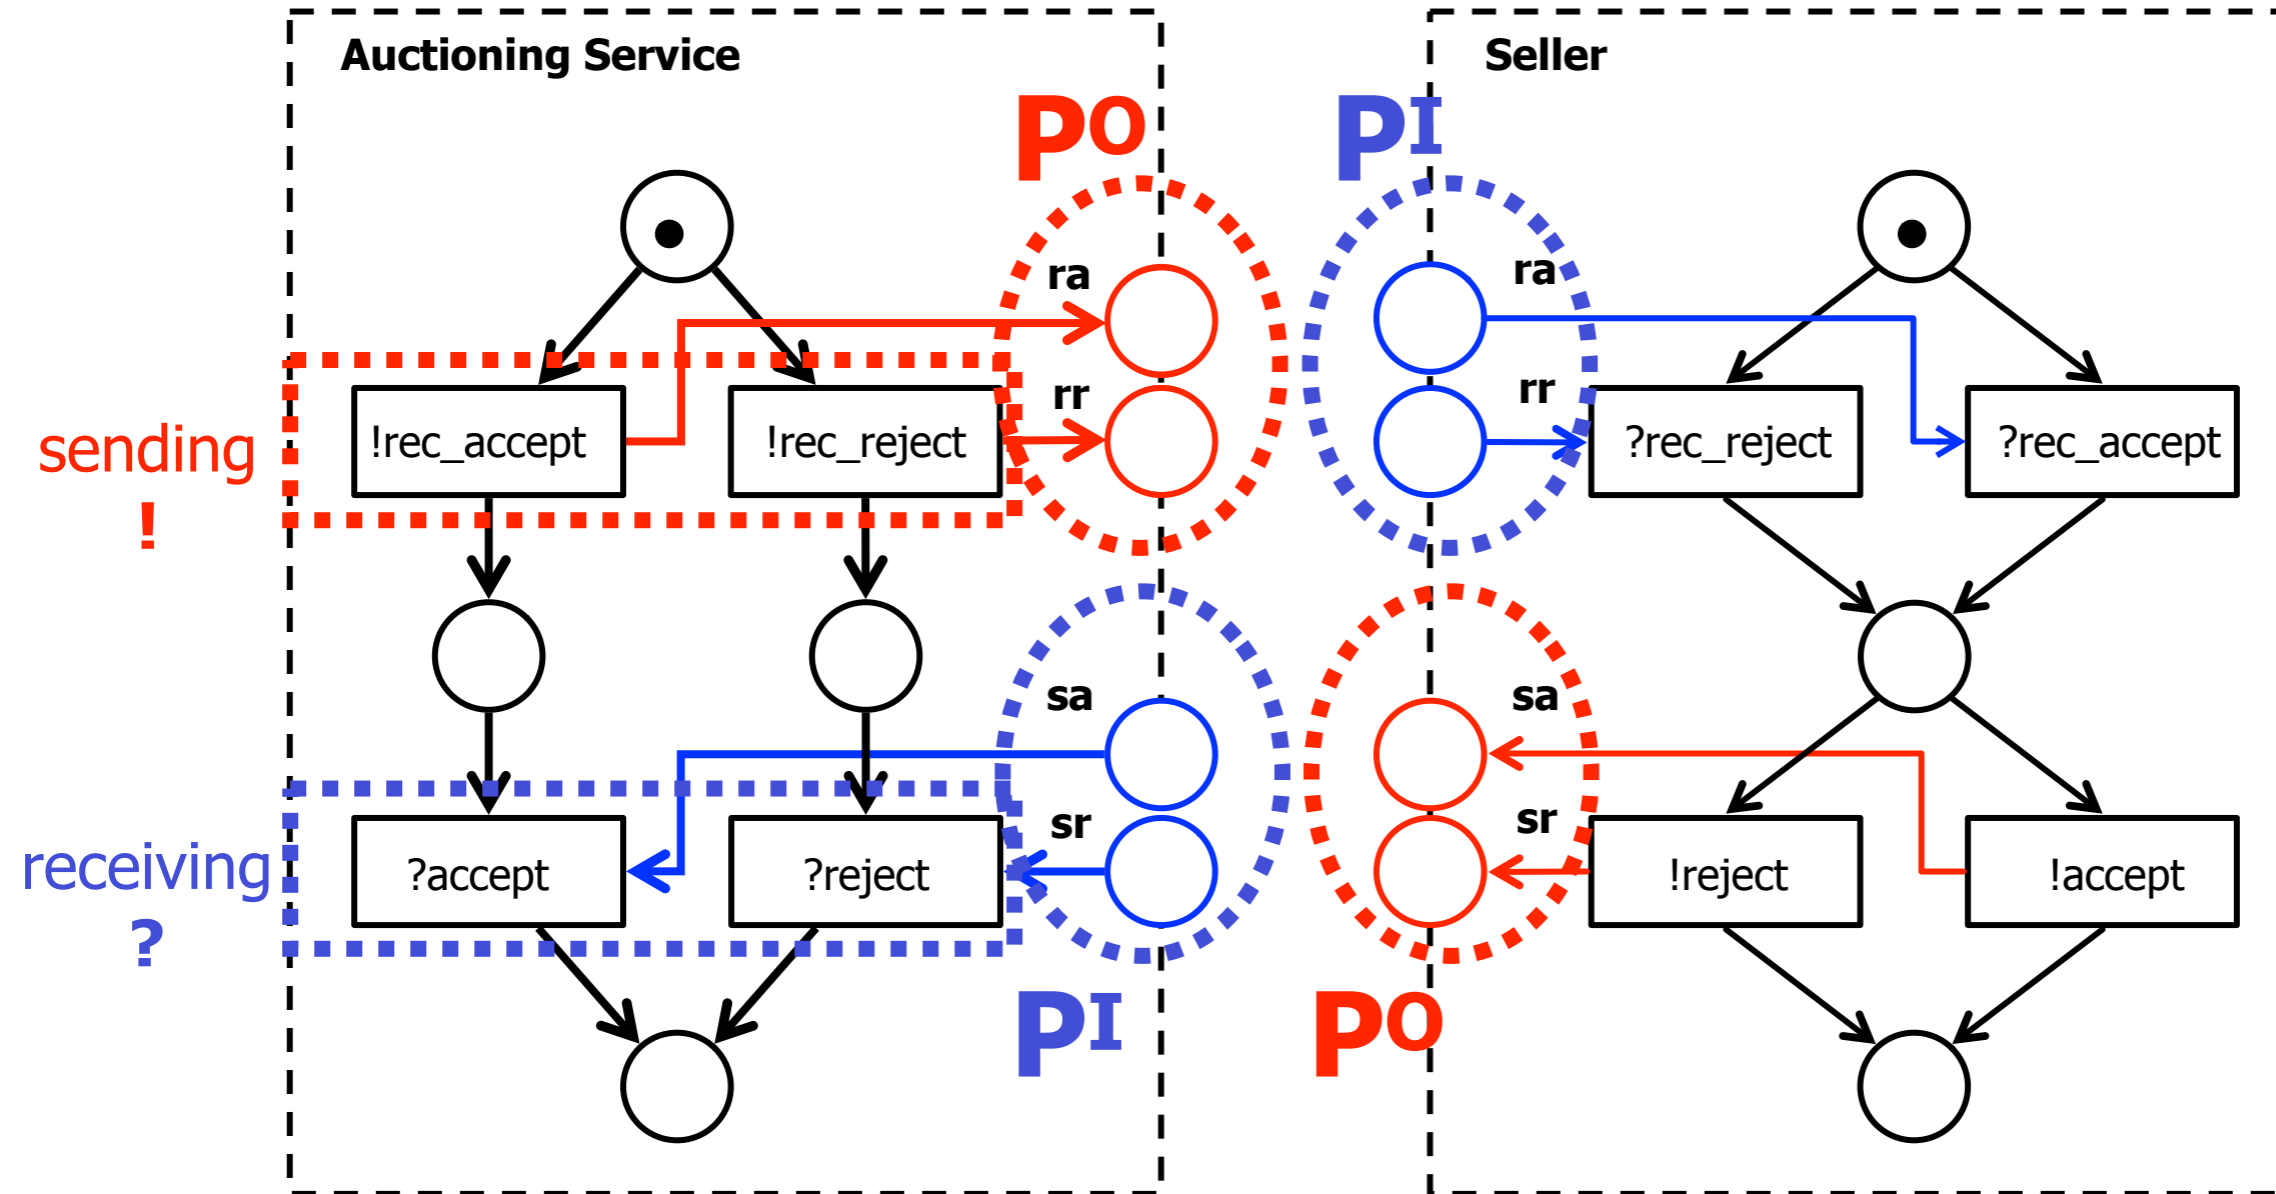 Auctioning Service
Seller
PO
PI
ra
ra
rr
rr
sending
!
!rec_accept
!rec_reject
?rec_reject
?rec_accept
sa
sa
sr
sr
receiving
?
?accept
?reject
!reject
!accept
PI
PO